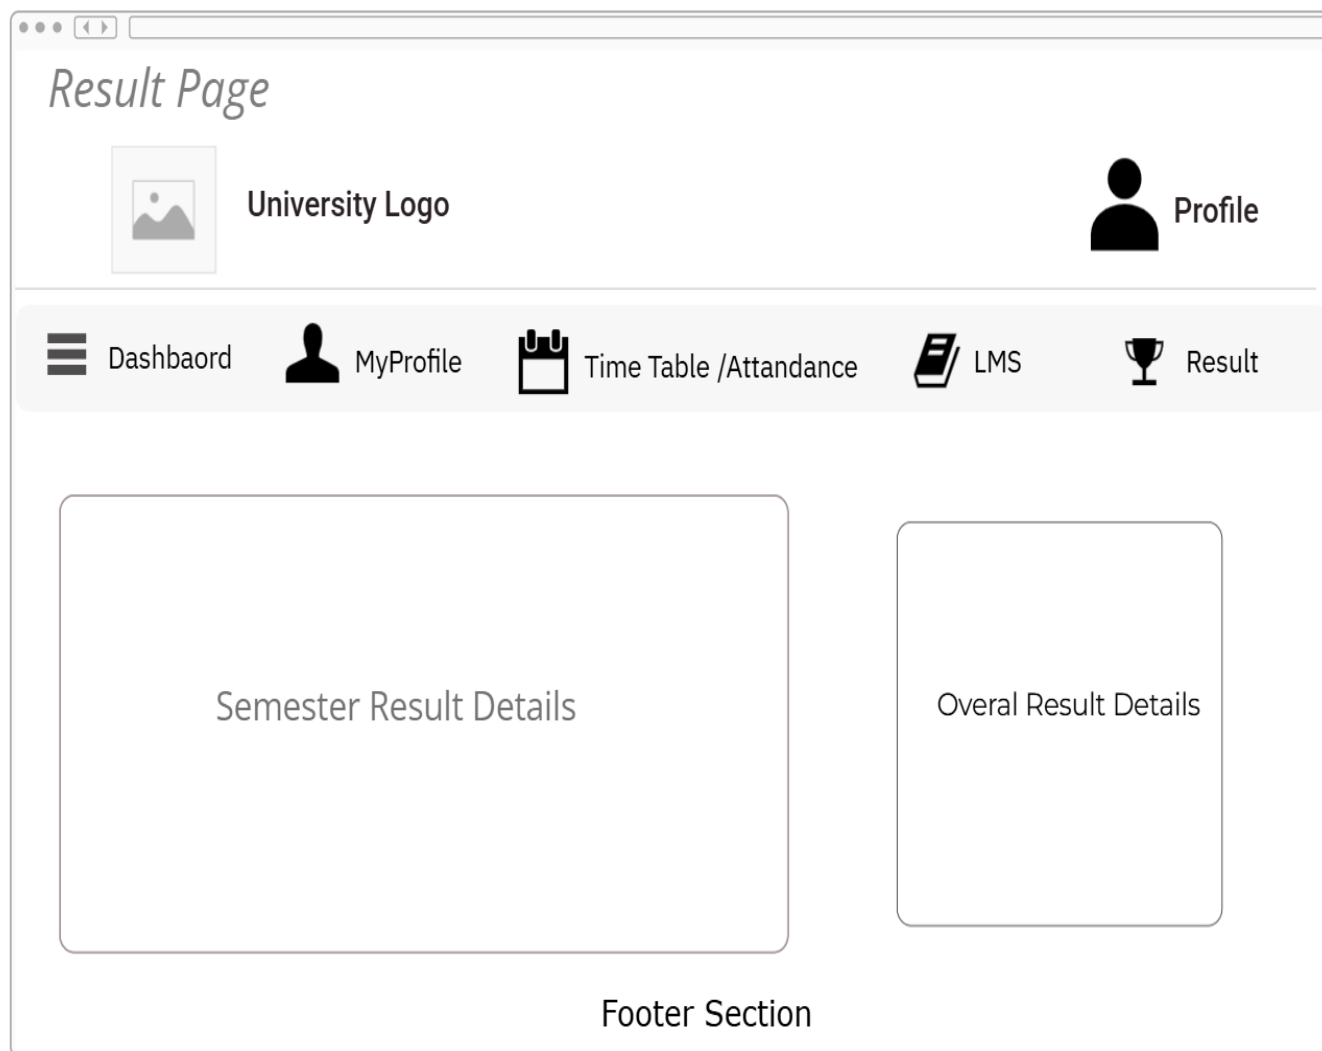 Result Page
University Logo
Profile
Dashbaord
MyProfile
Time Table /Attandance
LMS
Result
Semester Result Details
Overal Result Details
Footer Section